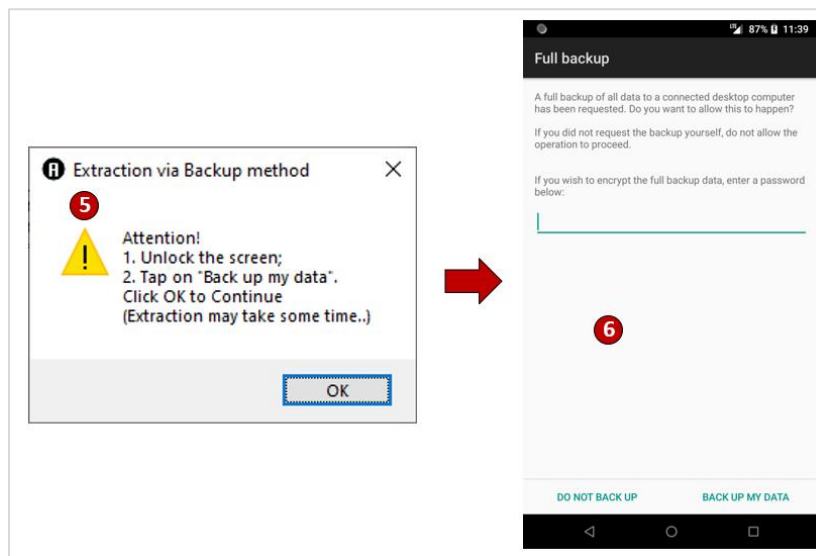 Extraction via Backup method
5
Attention!
1. Unlock the screen;
2. Tap on "Back up my data".
Click OK to Continue
(Extraction may take some time..)
OK
LTE 87% 11:39
Full backup
A full backup of all data to a connected desktop computer
has been requested. Do you want to allow this to happen?
If you did not request the backup yourself, do not allow the
operation to proceed.
If you wish to encrypt the full backup data, enter a password
below:
6
DO NOT BACK UP BACK UP MY DATA